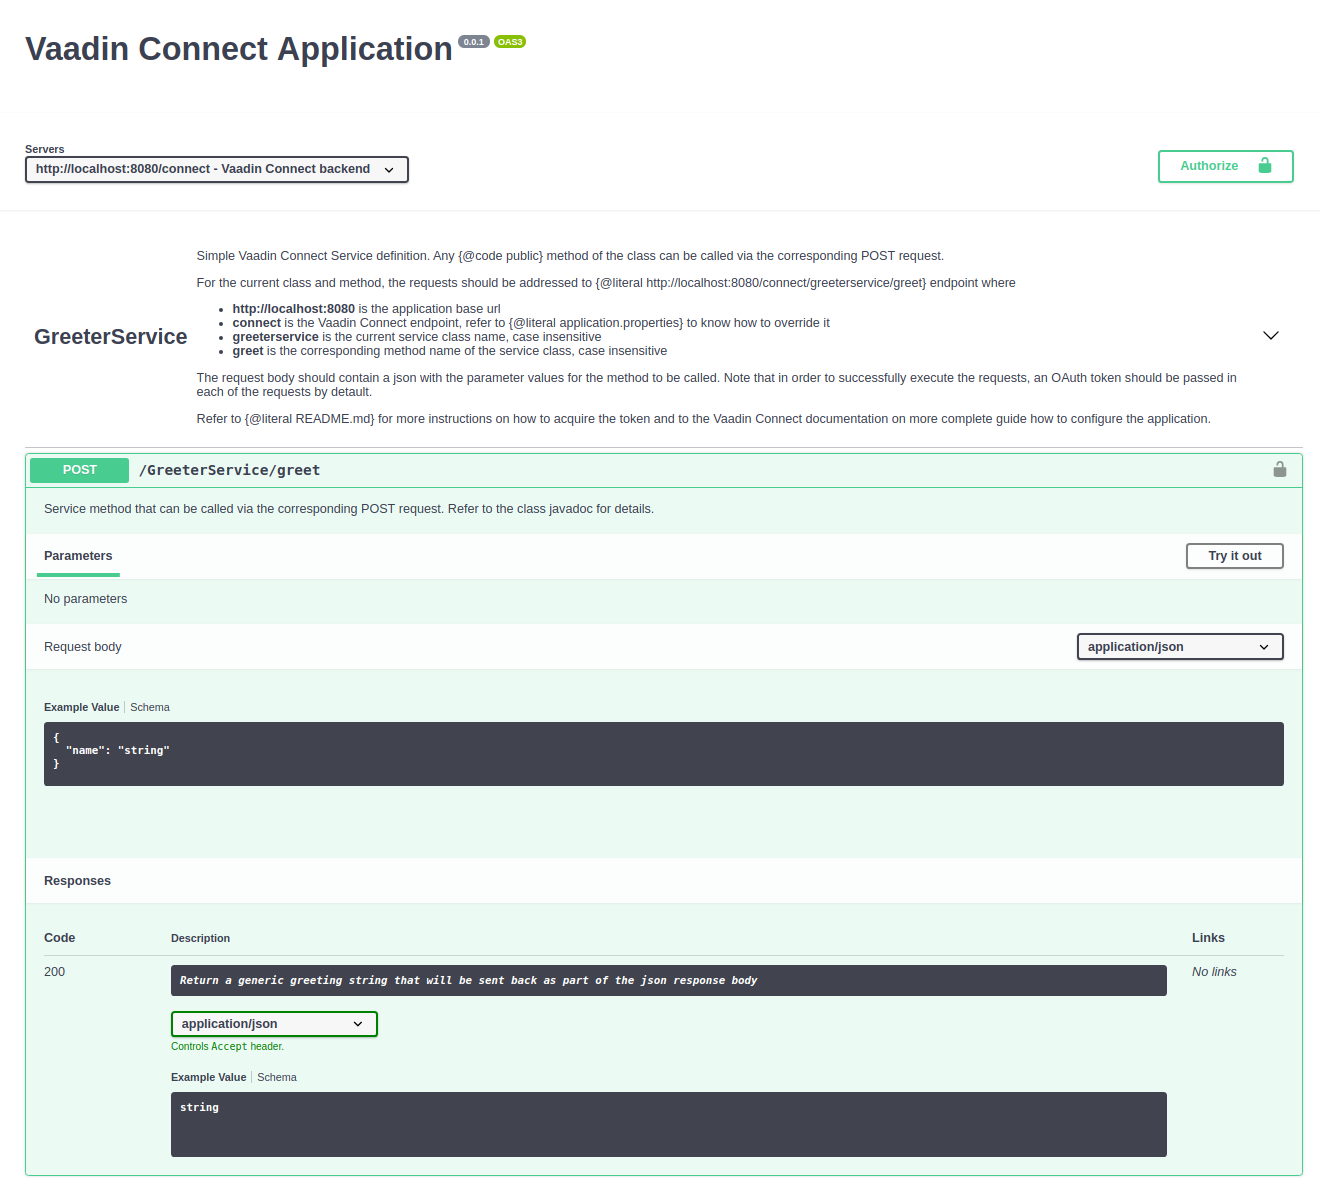 Vaadin Connect Application 0.0.1 OAS3
Servers
http://localhost:8080/connect - Vaadin Connect backend
Authorize
GreeterService
Simple Vaadin Connect Service definition. Any {@code public} method of the class can be called via the corresponding POST request.
For the current class and method, the requests should be addressed to {@literal http://localhost:8080/connect/greeterservice/greet} endpoint where
• http://localhost:8080 is the application base url
• connect is the Vaadin Connect endpoint, refer to {@literal application.properties} to know how to override it
• greeterservice is the current service class name, case insensitive
• greet is the corresponding method name of the service class, case insensitive
The request body should contain a json with the parameter values for the method to be called. Note that in order to successfully execute the requests, an OAuth token should be passed in
each of the requests by detault.
Refer to {@literal README.md} for more instructions on how to acquire the token and to the Vaadin Connect documentation on more complete guide how to configure the application.
POST /GreeterService/greet
Service method that can be called via the corresponding POST request. Refer to the class javadoc for details.
Parameters
Try it out
No parameters
Request body
application/json
Example Value Schema
{
"name": "string"
}
Responses
Code Description Links
200
Return a generic greeting string that will be sent back as part of the json response body
No links
application/json
Controls Accept header.
Example Value Schema
string